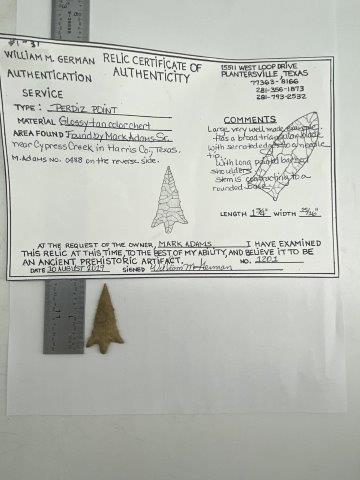 #1 31
WILLIAM M. GERMAN
AUTHENTICATION
SERVICE
RELIC CERTIFICATE OF
AUTHENTICITY
15511 WEST LOOP DRIVE
PLANTERSVILLE, TEXAS
77363-8166
281-356-1873
281-793-2532
TYPE: PERDIZ POINT
MATERIAL Glossy tan color chert
AREA FOUND Found by Mark Adams Sr.
near Cypress Creek in Harris Co., Texas.
M. Adams No. 0488 on the reverse side.
COMMENTS
Large very well made example
Has a broad triangular blade
with serrated edges to a needle
tip.
With long pointed barbed
shoulders
Stem is contracting to a
rounded base.
LENGTH 1 3/4" WIDTH 15/16"
AT THE REQUEST OF THE OWNER, MARK ADAMS I HAVE EXAMINED
THIS RELIC AT THIS TIME, TO THE BEST OF MY ABILITY, AND BELIEVE IT TO BE
AN ANCIENT PREHISTORIC ARTIFACT. NO. 1201
DATE 30 AUGUST 2019 SIGNED William M. German